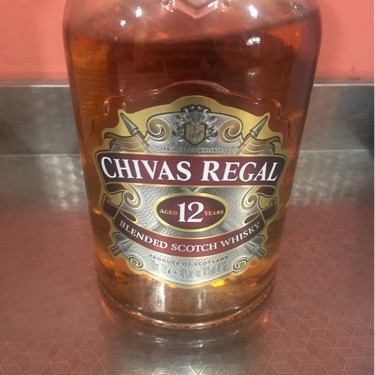 CHIVAS REGAL
AGED 12 YEARS
BLENDED SCOTCH WHISKY
PRODUCE OF SCOTLAND